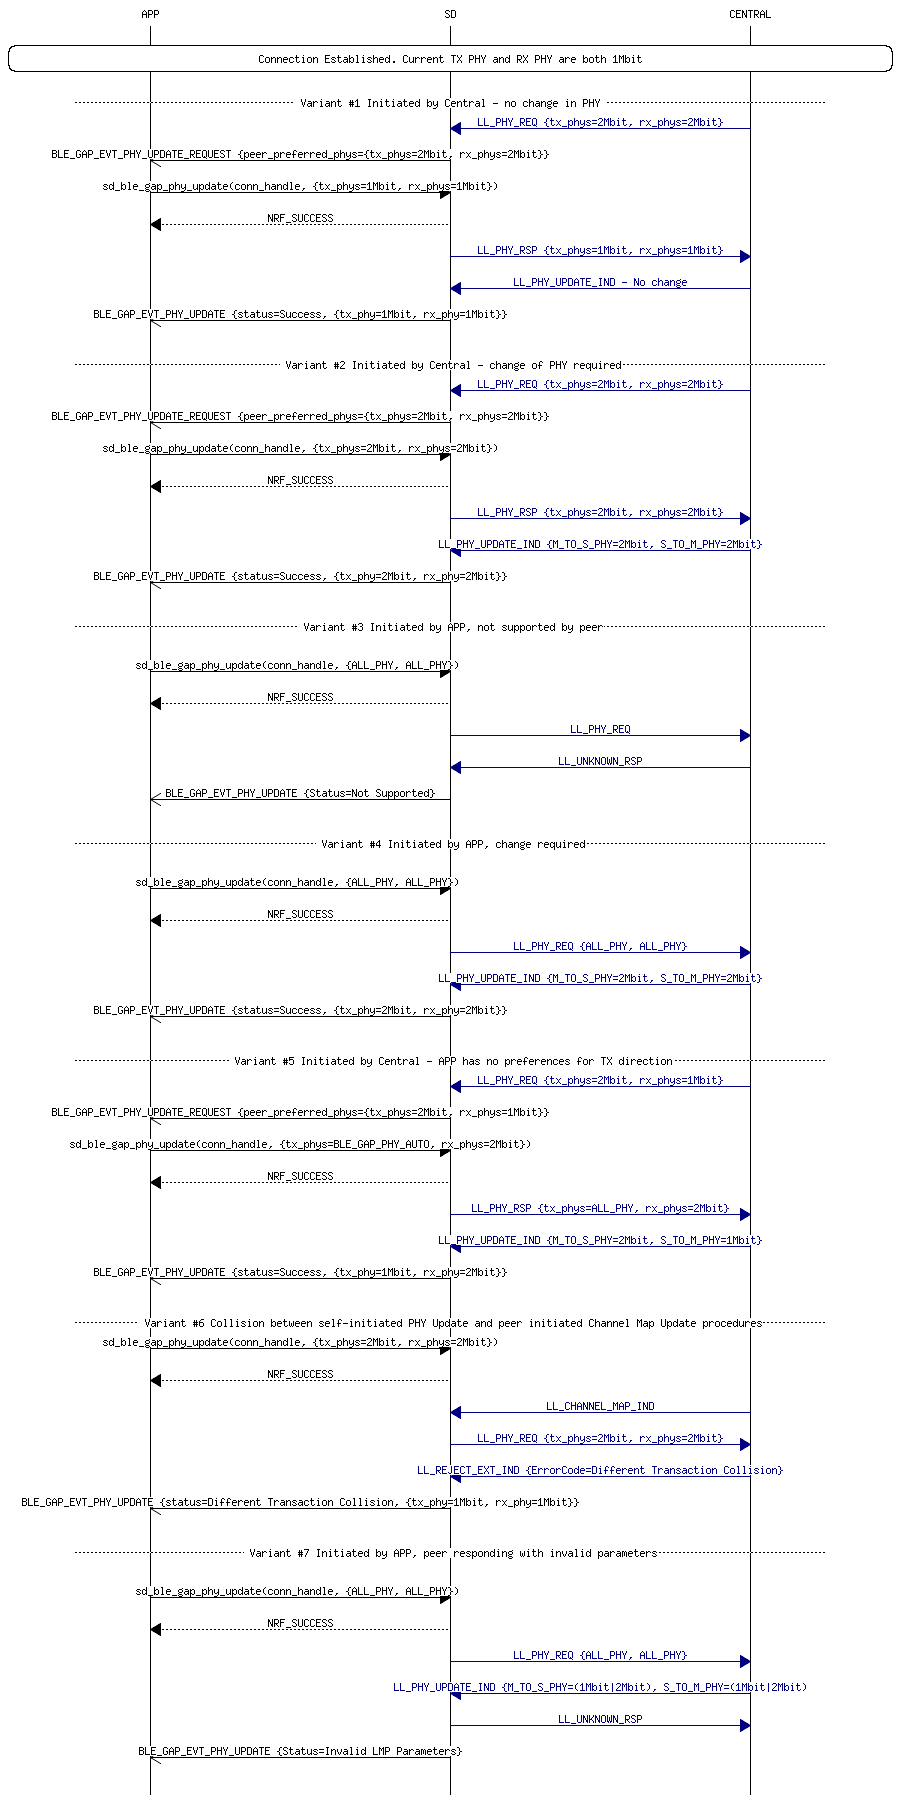 APP SD CENTRAL
Connection Established. Current TX PHY and RX PHY are both 1Mbit
Variant #1 Initiated by Central - no change in PHY
LL_PHY_REQ {tx_phys=2Mbit, rx_phys=2Mbit}
BLE_GAP_EVT_PHY_UPDATE_REQUEST {peer_preferred_phys={tx_phys=2Mbit, rx_phys=2Mbit}}
sd_ble_gap_phy_update(conn_handle, {tx_phys=1Mbit, rx_phys=1Mbit})
NRF_SUCCESS
LL_PHY_RSP {tx_phys=1Mbit, rx_phys=1Mbit}
LL_PHY_UPDATE_IND - No change
BLE_GAP_EVT_PHY_UPDATE {status=Success, {tx_phy=1Mbit, rx_phy=1Mbit}}
Variant #2 Initiated by Central - change of PHY required
LL_PHY_REQ {tx_phys=2Mbit, rx_phys=2Mbit}
BLE_GAP_EVT_PHY_UPDATE_REQUEST {peer_preferred_phys={tx_phys=2Mbit, rx_phys=2Mbit}}
sd_ble_gap_phy_update(conn_handle, {tx_phys=2Mbit, rx_phys=2Mbit})
NRF_SUCCESS
LL_PHY_RSP {tx_phys=2Mbit, rx_phys=2Mbit}
LL_PHY_UPDATE_IND {M_TO_S_PHY=2Mbit, S_TO_M_PHY=2Mbit}
BLE_GAP_EVT_PHY_UPDATE {status=Success, {tx_phy=2Mbit, rx_phy=2Mbit}}
Variant #3 Initiated by APP, not supported by peer
sd_ble_gap_phy_update(conn_handle, {ALL_PHY, ALL_PHY})
NRF_SUCCESS
LL_PHY_REQ
LL_UNKNOWN_RSP
BLE_GAP_EVT_PHY_UPDATE {Status=Not Supported}
Variant #4 Initiated by APP, change required
sd_ble_gap_phy_update(conn_handle, {ALL_PHY, ALL_PHY})
NRF_SUCCESS
LL_PHY_REQ {ALL_PHY, ALL_PHY}
LL_PHY_UPDATE_IND {M_TO_S_PHY=2Mbit, S_TO_M_PHY=2Mbit}
BLE_GAP_EVT_PHY_UPDATE {status=Success, {tx_phy=2Mbit, rx_phy=2Mbit}}
Variant #5 Initiated by Central - APP has no preferences for TX direction
LL_PHY_REQ {tx_phys=2Mbit, rx_phys=1Mbit}
BLE_GAP_EVT_PHY_UPDATE_REQUEST {peer_preferred_phys={tx_phys=2Mbit, rx_phys=1Mbit}}
sd_ble_gap_phy_update(conn_handle, {tx_phys=BLE_GAP_PHY_AUTO, rx_phys=2Mbit})
NRF_SUCCESS
LL_PHY_RSP {tx_phys=ALL_PHY, rx_phys=2Mbit}
LL_PHY_UPDATE_IND {M_TO_S_PHY=2Mbit, S_TO_M_PHY=1Mbit}
BLE_GAP_EVT_PHY_UPDATE {status=Success, {tx_phy=1Mbit, rx_phy=2Mbit}}
Variant #6 Collision between self-initiated PHY Update and peer initiated Channel Map Update procedures
sd_ble_gap_phy_update(conn_handle, {tx_phys=2Mbit, rx_phys=2Mbit})
NRF_SUCCESS
LL_CHANNEL_MAP_IND
LL_PHY_REQ {tx_phys=2Mbit, rx_phys=2Mbit}
LL_REJECT_EXT_IND {ErrorCode=Different Transaction Collision}
BLE_GAP_EVT_PHY_UPDATE {status=Different Transaction Collision, {tx_phy=1Mbit, rx_phy=1Mbit}}
Variant #7 Initiated by APP, peer responding with invalid parameters
sd_ble_gap_phy_update(conn_handle, {ALL_PHY, ALL_PHY})
NRF_SUCCESS
LL_PHY_REQ {ALL_PHY, ALL_PHY}
LL_PHY_UPDATE_IND {M_TO_S_PHY=(1Mbit|2Mbit), S_TO_M_PHY=(1Mbit|2Mbit)
LL_UNKNOWN_RSP
BLE_GAP_EVT_PHY_UPDATE {Status=Invalid LMP Parameters}